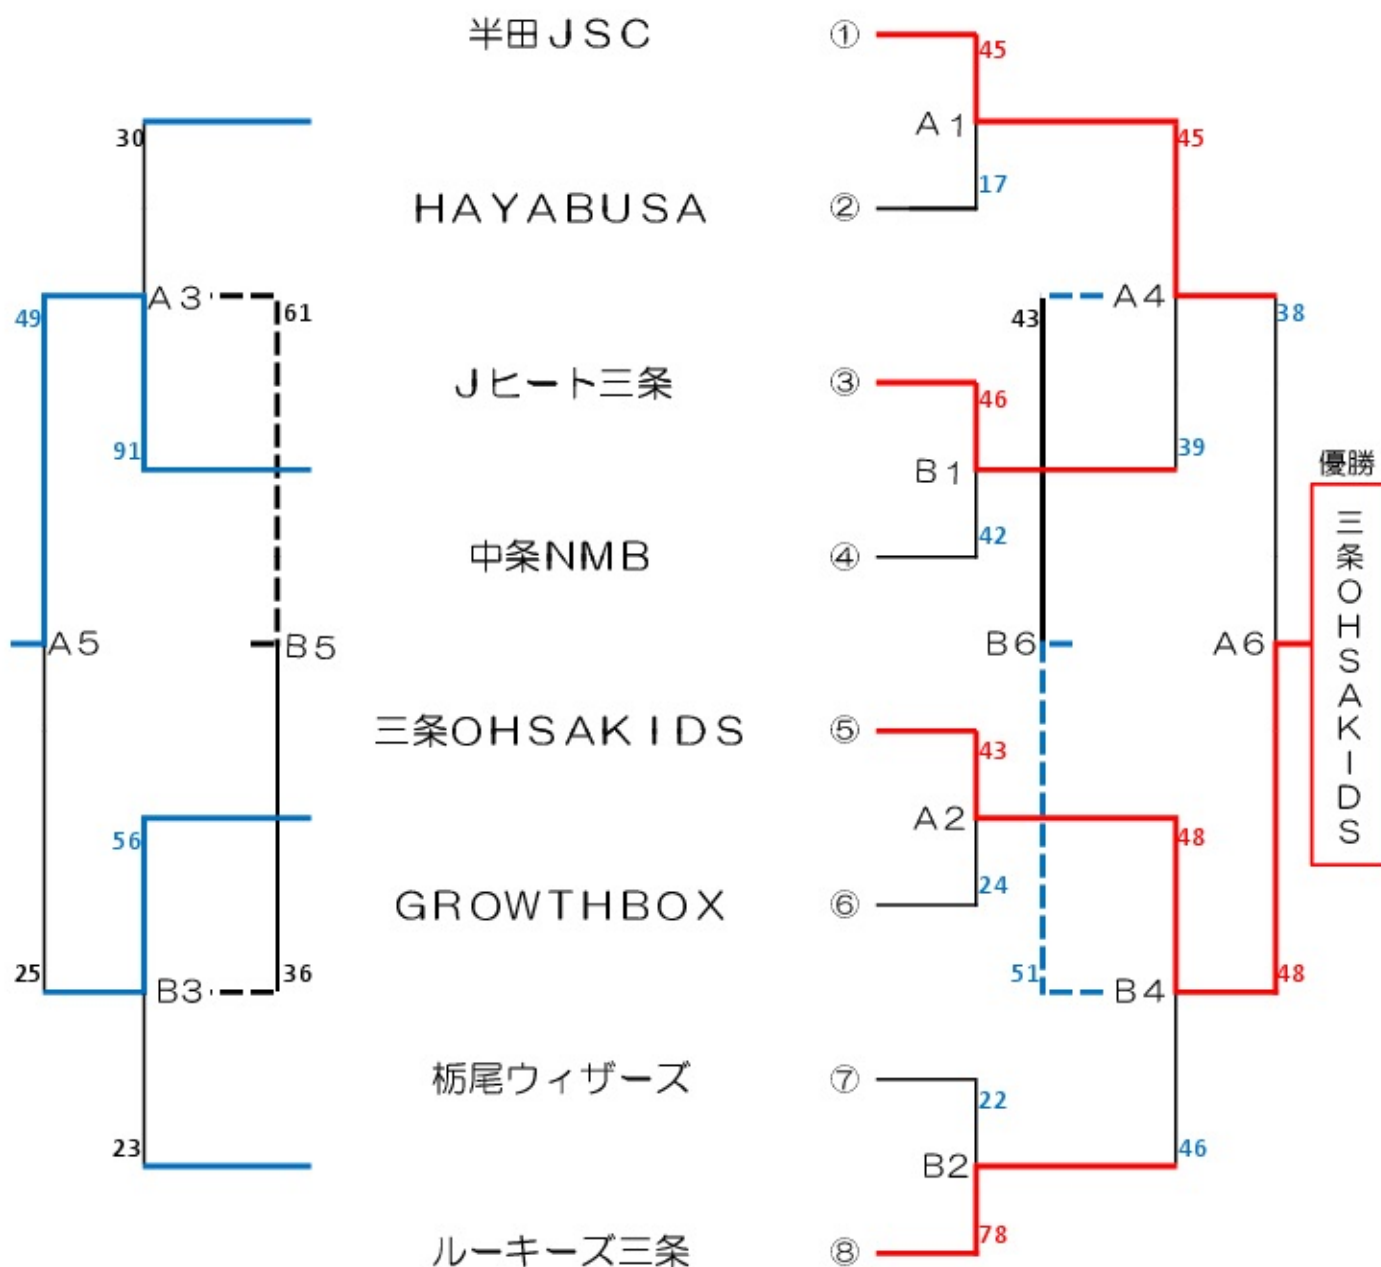 半田ＪＳＣ ① 45
30 A1 45
17
HAYABUSA ②
49 A3 61 43 A4 38
Jヒート三条 ③ 46
91 B1 39
優勝
中条NMB ④ 42
三条OHSAKIDS
A5 B5 B6 A6
三条OHSAKIDS ⑤ 43
56 A2 48
GROWTHBOX ⑥ 24
25 B3 36 51 B4 48
栃尾ウィザーズ ⑦ 22
23 B2 46
ルーキーズ三条 ⑧ 78